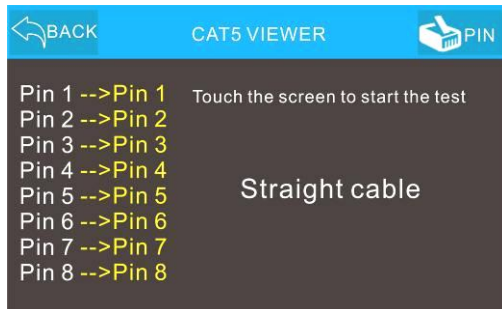 BACK
CAT5 VIEWER
PIN
Pin 1 -->Pin 1
Pin 2 -->Pin 2
Pin 3 -->Pin 3
Pin 4 -->Pin 4
Pin 5 -->Pin 5
Pin 6 -->Pin 6
Pin 7 -->Pin 7
Pin 8 -->Pin 8
Touch the screen to start the test
Straight cable